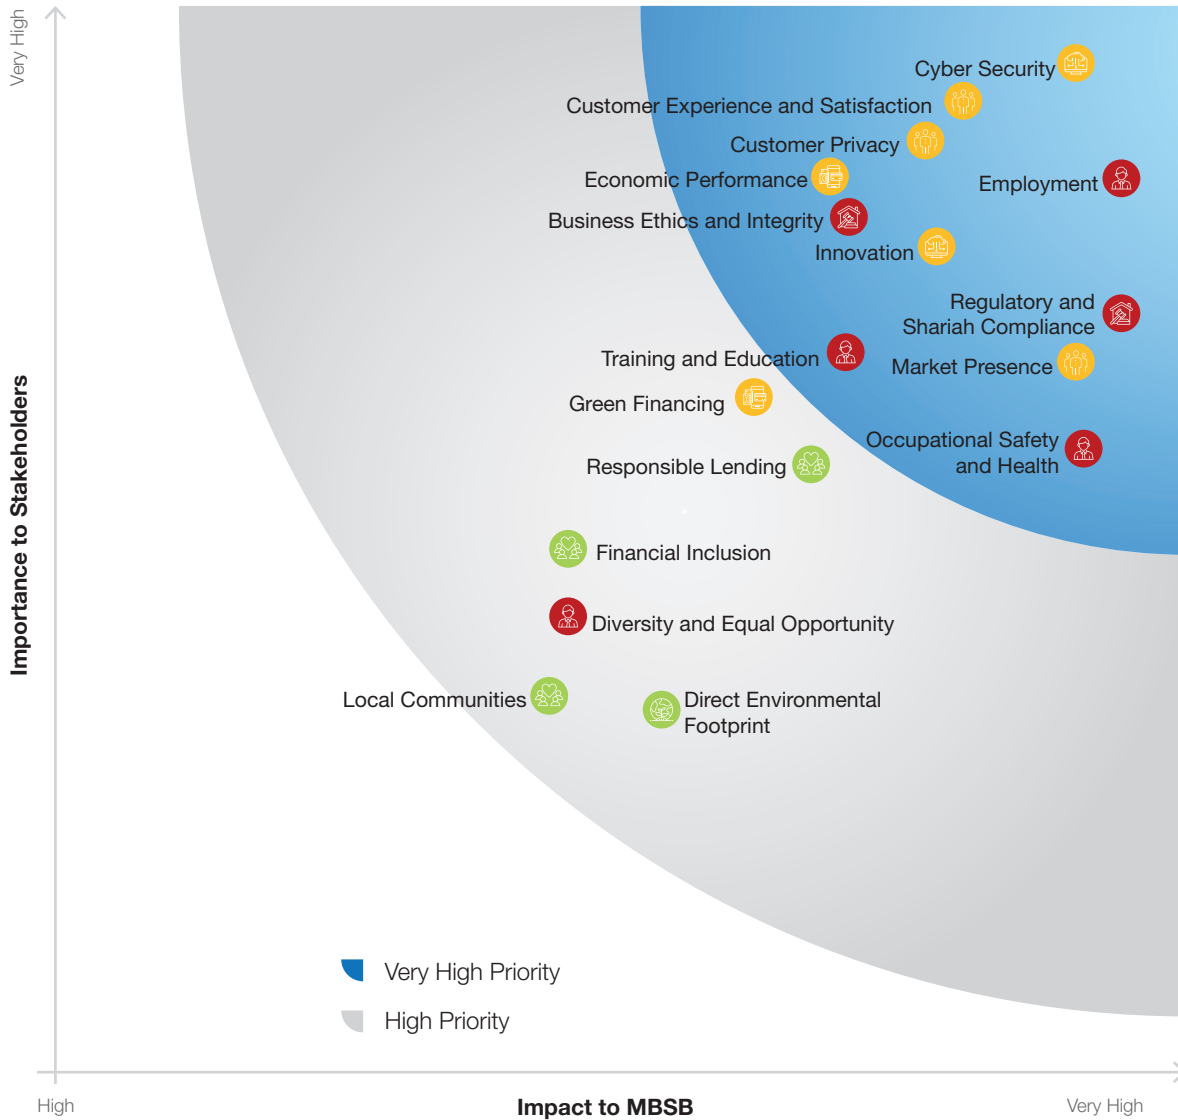 Very High
Cyber Security
Customer Experience and Satisfaction
Customer Privacy
Economic Performance
Employment
Business Ethics and Integrity
Innovation
Regulatory and
Shariah Compliance
Training and Education
Market Presence
Green Financing
Occupational Safety
and Health
Responsible Lending
Financial Inclusion
Diversity and Equal Opportunity
Local Communities
Direct Environmental
Footprint
Importance to Stakeholders
Very High Priority
High Priority
High
Impact to MBSB
Very High